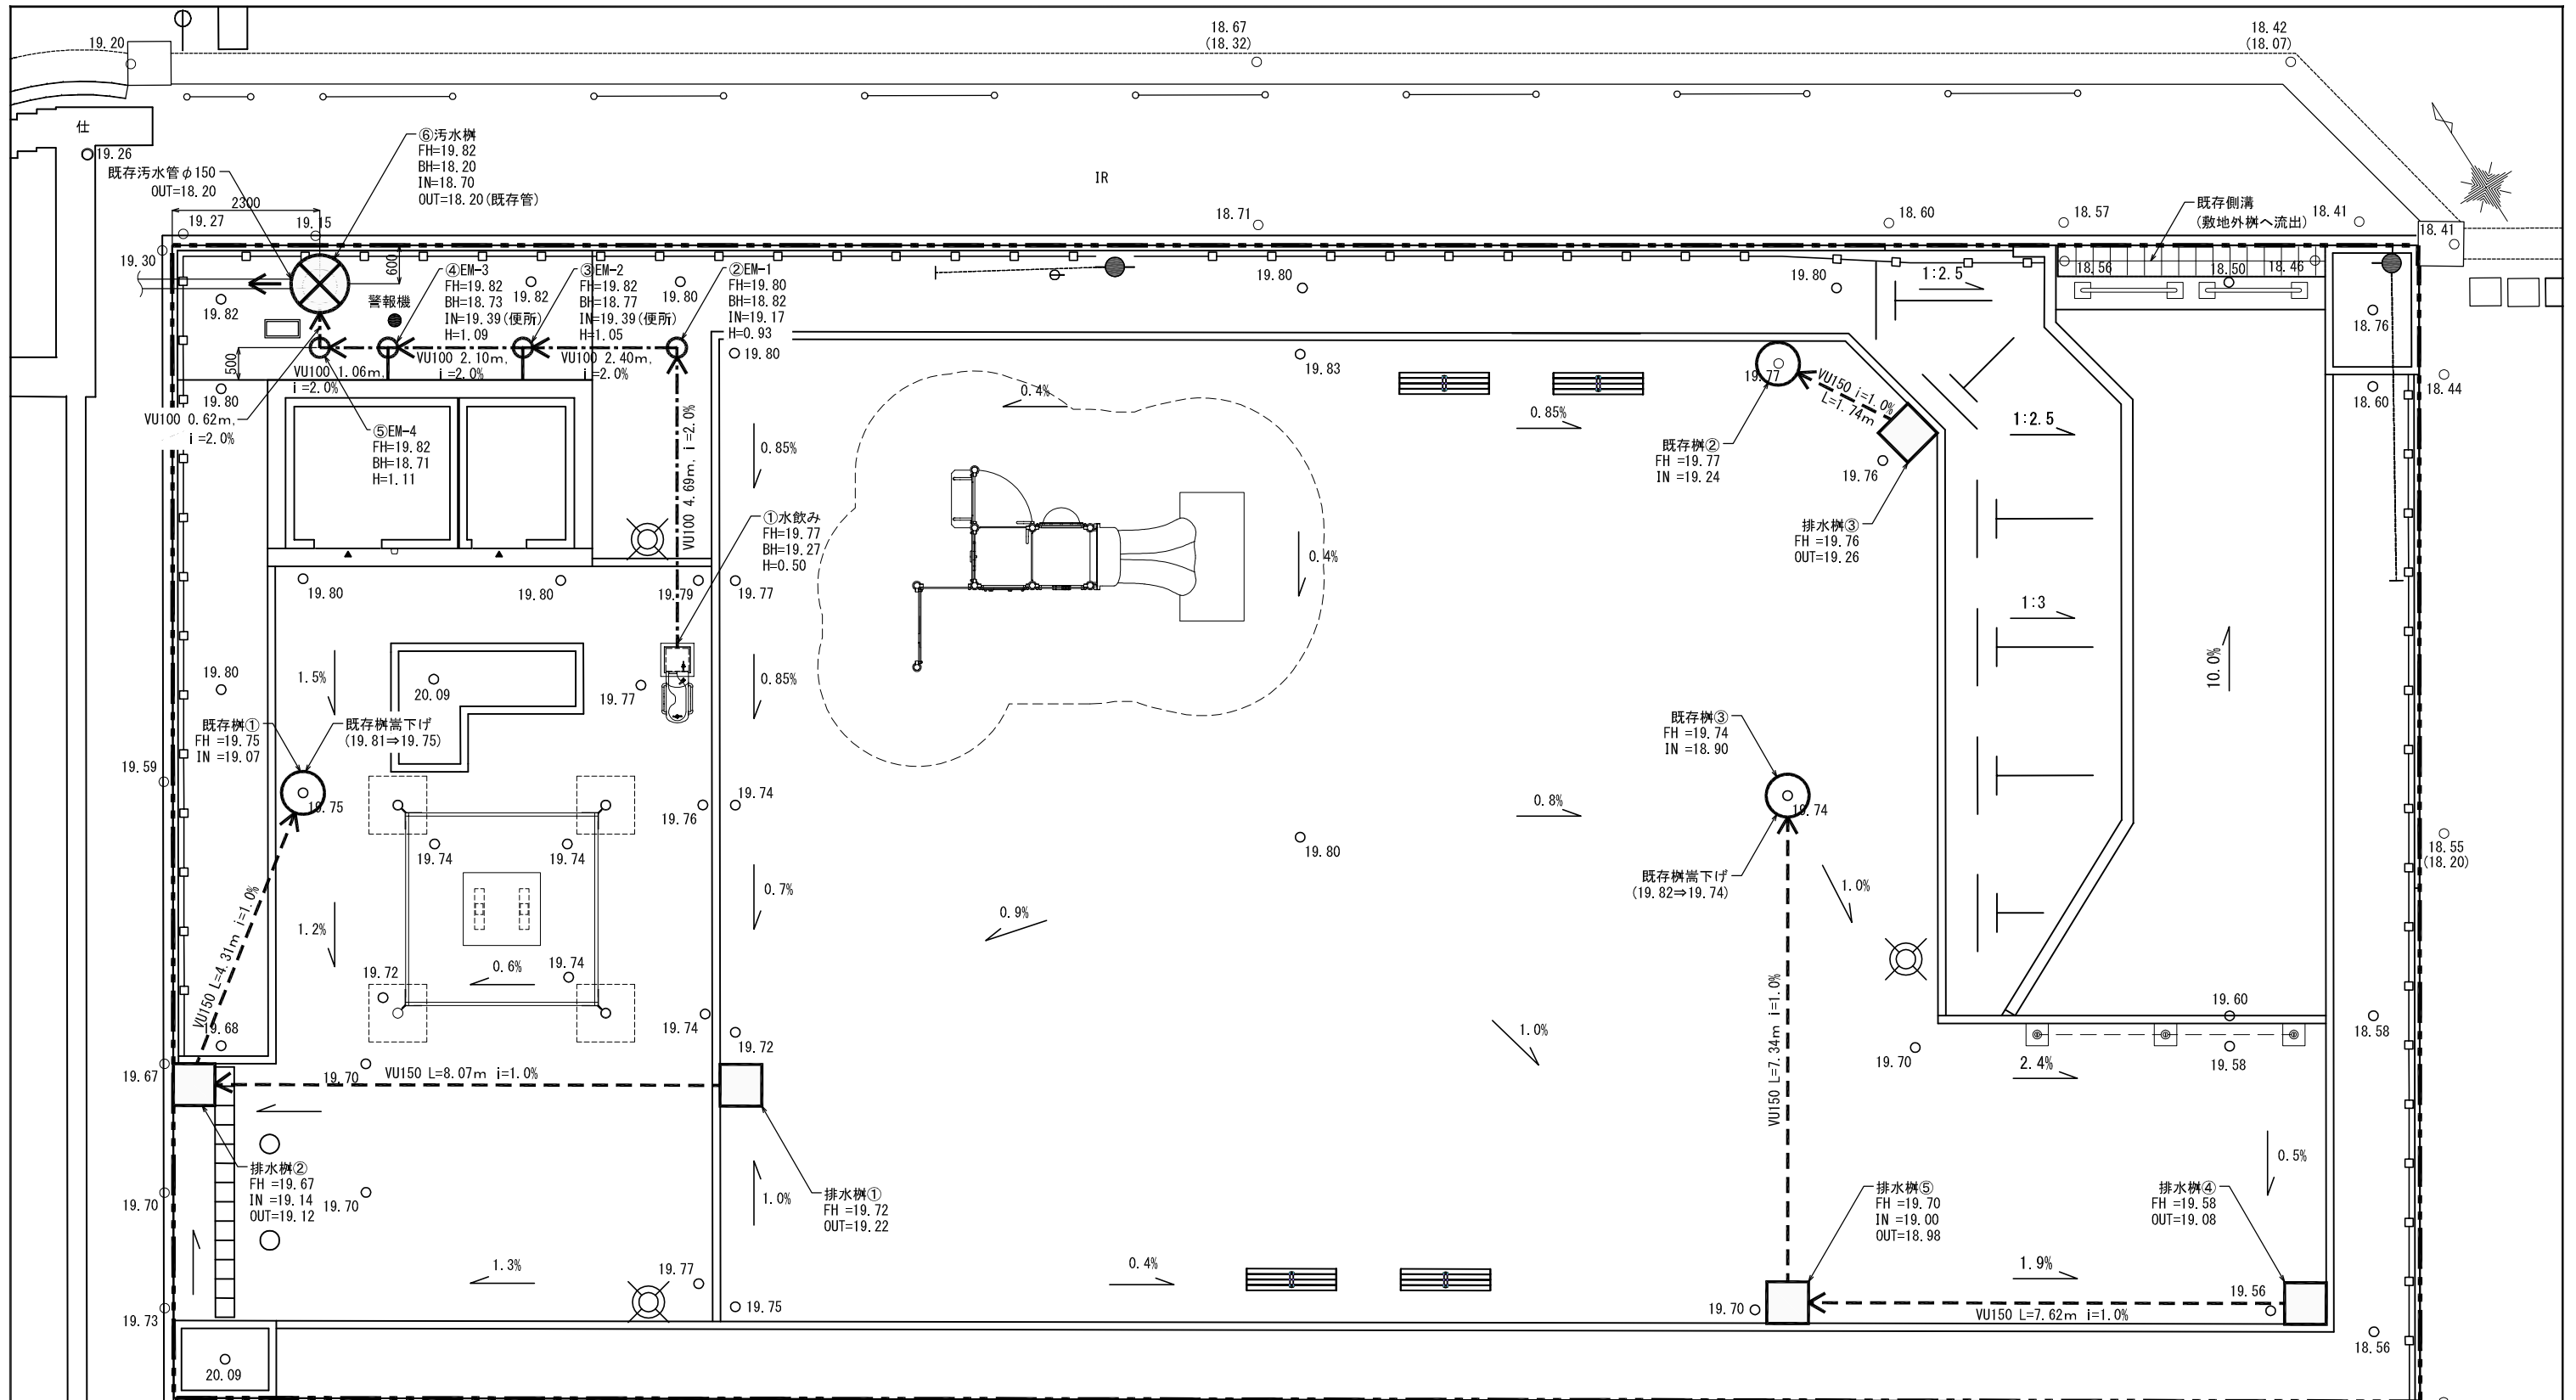 18.67
(18.32)
18.42
(18.07)
19.20
仕
19.26
⑥汚水桝
FH=19.82
BH=18.20
IN=18.70
OUT=18.20(既存管)
既存汚水管φ150
OUT=18.20
2300
19.27
19.15
IR
18.71
18.60
18.57
既存側溝
(敷地外桝へ流出)
18.41
18.41
19.30
600
④EM-3
FH=19.82
BH=18.73
IN=19.39(便所)
H=1.09
19.82
③EM-2
FH=19.82
BH=18.77
IN=19.39(便所)
H=1.05
19.80
②EM-1
FH=19.80
BH=18.82
IN=19.17
H=0.93
19.80
19.80
1:2.5
18.56
18.50
18.46
19.82
警報機
18.76
500
VU100 1.06m,
i=2.0%
VU100 2.10m,
i=2.0%
VU100 2.40m,
i=2.0%
19.80
19.83
19.77
VU150 i=1.0%
L=1.74m
18.44
18.60
19.80
VU100 0.62m,
i=2.0%
0.4%
0.85%
1:2.5
⑤EM-4
FH=19.82
BH=18.71
H=1.11
VU100 4.69m, i=2.0%
0.85%
既存桝②
FH =19.77
IN =19.24
19.76
①水飲み
FH=19.77
BH=19.27
H=0.50
排水桝③
FH =19.76
OUT=19.26
0.4%
19.80
19.80
19.79
19.77
1:3
19.80
1.5%
20.09
19.77
0.85%
10.0%
既存桝①
FH =19.75
IN =19.07
既存桝嵩下げ
(19.81⇒19.75)
既存桝③
FH =19.74
IN =18.90
19.59
19.75
19.76
19.74
0.8%
19.74
19.74
19.74
19.80
18.55
(18.20)
VU150 L=4.31m i=1.0%
0.7%
既存桝嵩下げ
(19.82⇒19.74)
1.0%
1.2%
0.9%
19.72
0.6%
19.74
19.68
19.74
19.72
1.0%
VU150 L=7.34m i=1.0%
19.60
18.58
19.67
19.70
VU150 L=8.07m i=1.0%
19.70
2.4%
19.58
排水桝②
FH =19.67
IN =19.14
OUT=19.12
19.70
19.70
1.0%
排水桝①
FH =19.72
OUT=19.22
排水桝⑤
FH =19.70
IN =19.00
OUT=18.98
排水桝④
FH =19.58
OUT=19.08
0.5%
1.3%
19.77
0.4%
1.9%
19.56
19.73
19.75
19.70
VU150 L=7.62m i=1.0%
18.56
20.09